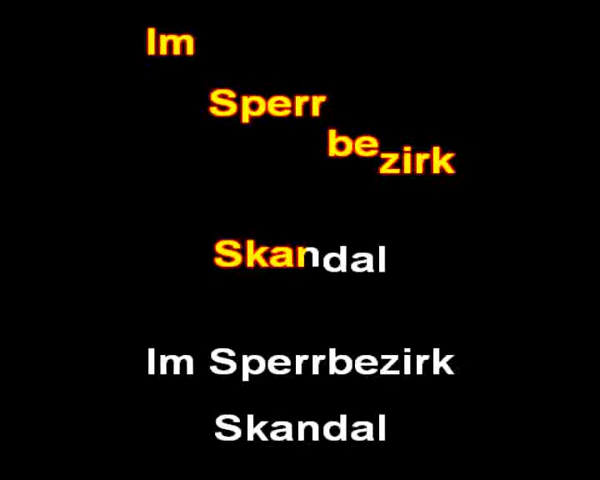 Im
Sperr
be
zirk
Skandal
Im Sperrbezirk
Skandal